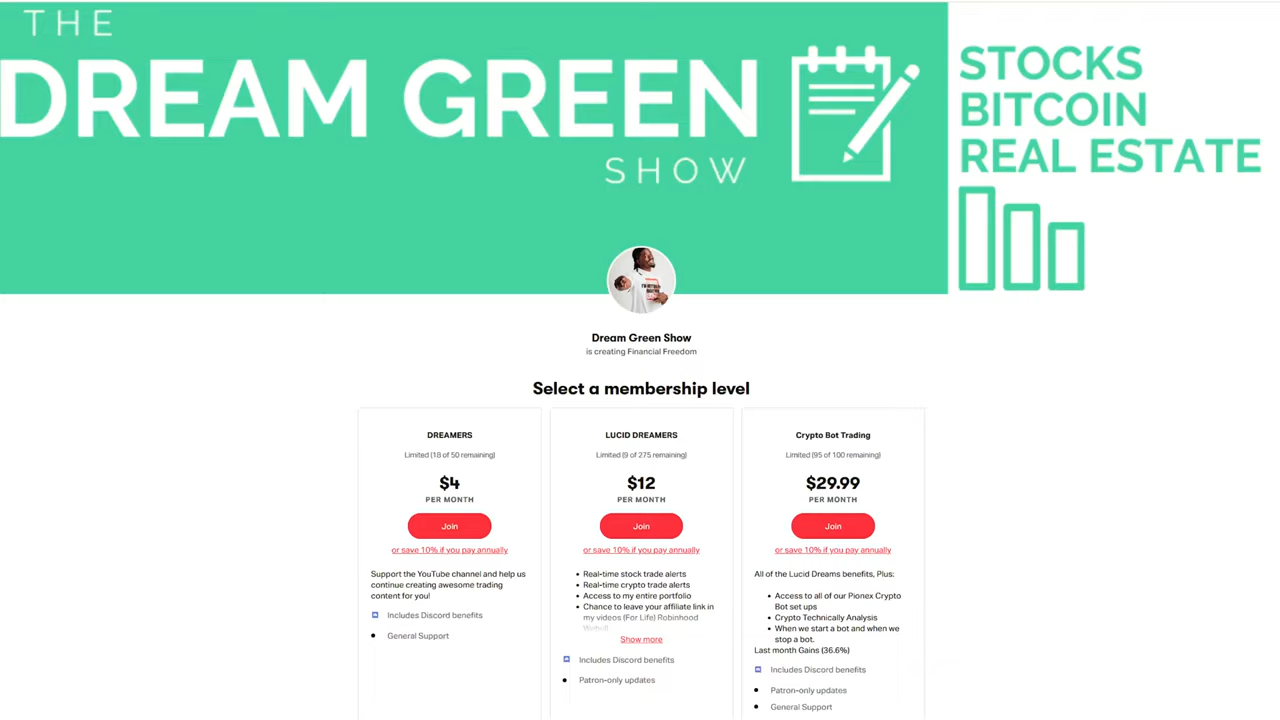 THE
DREAM GREEN
SHOW
STOCKS
BITCOIN
REAL ESTATE
Dream Green Show
is creating Financial Freedom
Select a membership level
DREAMERS
Limited (18 of 50 remaining)
$4
PER MONTH
Join
or save 10% if you pay annually
Support the YouTube channel and help us
continue creating awesome trading
content for you!
Includes Discord benefits
• General Support
LUCID DREAMERS
Limited (9 of 275 remaining)
$12
PER MONTH
Join
or save 10% if you pay annually
• Real-time stock trade alerts
• Real-time crypto trade alerts
• Access to my entire portfolio
• Chance to leave your affiliate link in
my videos (For Life) Robinhood
Show more
Includes Discord benefits
• Patron-only updates
Crypto Bot Trading
Limited (95 of 100 remaining)
$29.99
PER MONTH
Join
or save 10% if you pay annually
All of the Lucid Dreams benefits, Plus:
• Access to all of our Pionex Crypto
Bot set ups
• Crypto Technically Analysis
• When we start a bot and when we
stop a bot.
Last month Gains (36.6%)
Includes Discord benefits
• Patron-only updates
• General Support